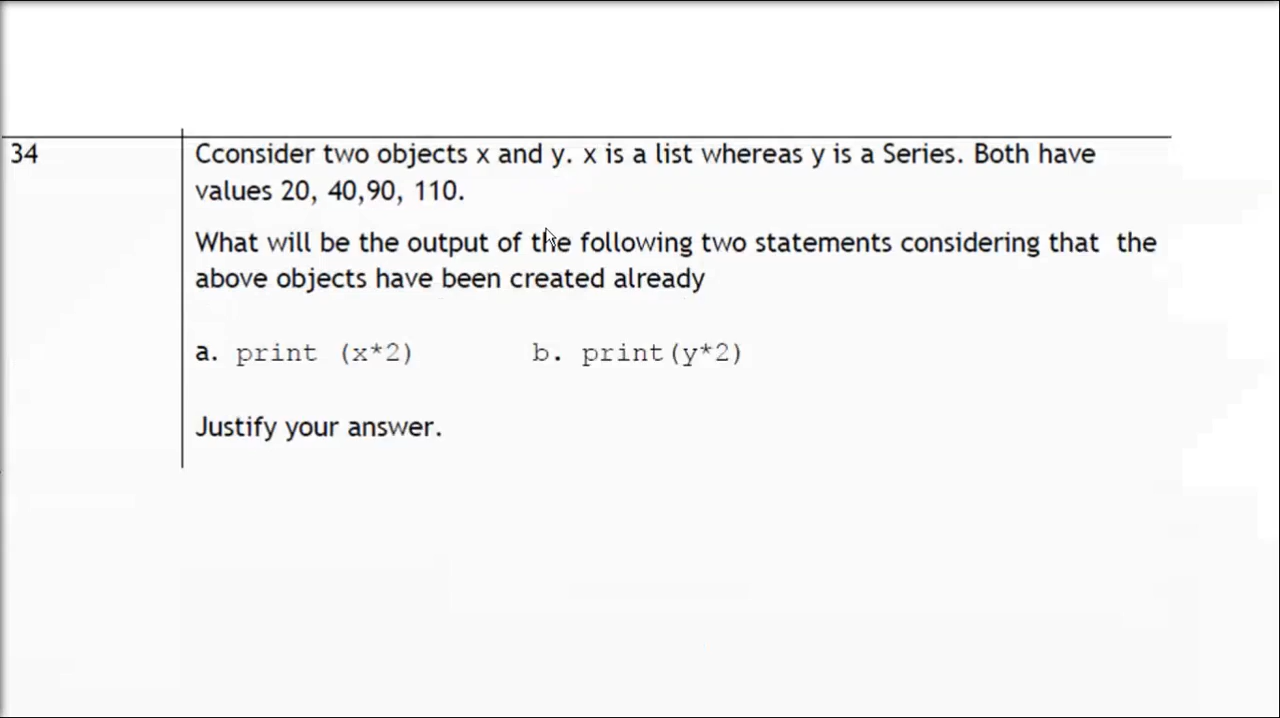 34
Cconsider two objects x and y. x is a list whereas y is a Series. Both have
values 20, 40,90, 110.
What will be the output of the following two statements considering that the
above objects have been created already
a. print (x*2) b. print(y*2)
Justify your answer.